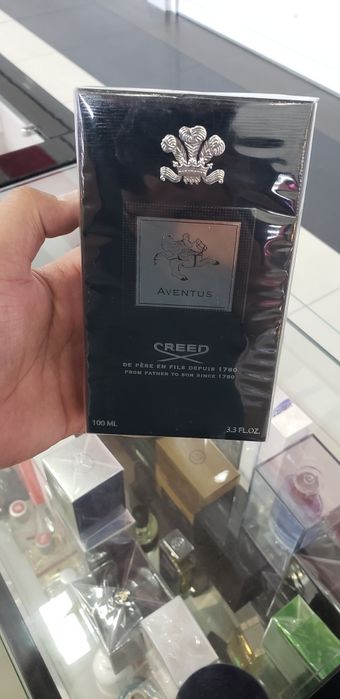 AVENTUS
CREED
DE PÈRE EN FILS DEPUIS 1760
FROM FATHER TO SON SINCE 1760
100 ML
3.3 FL.OZ.